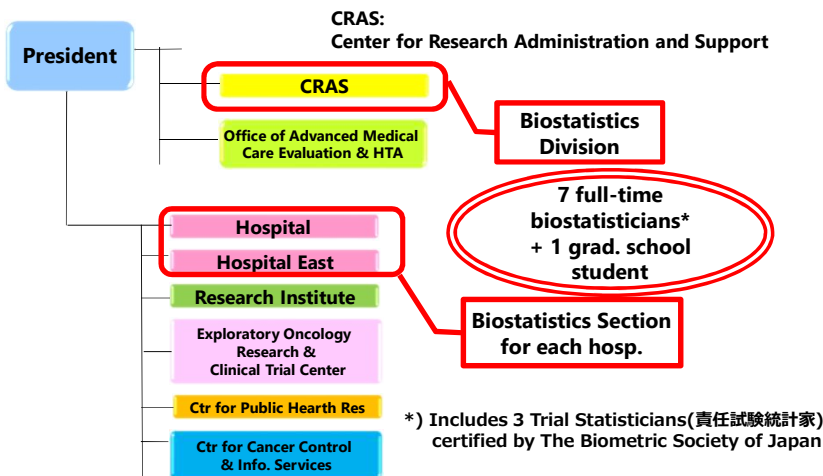 CRAS:
Center for Research Administration and Support
President
CRAS
Office of Advanced Medical
Care Evaluation & HTA
Biostatistics
Division
7 full-time
biostatisticians*
+ 1 grad. school
student
Hospital
Hospital East
Research Institute
Biostatistics Section
for each hosp.
Exploratory Oncology
Research &
Clinical Trial Center
Ctr for Public Hearth Res
Ctr for Cancer Control
& Info. Services
*) Includes 3 Trial Statisticians(責任試験統計家)
certified by The Biometric Society of Japan